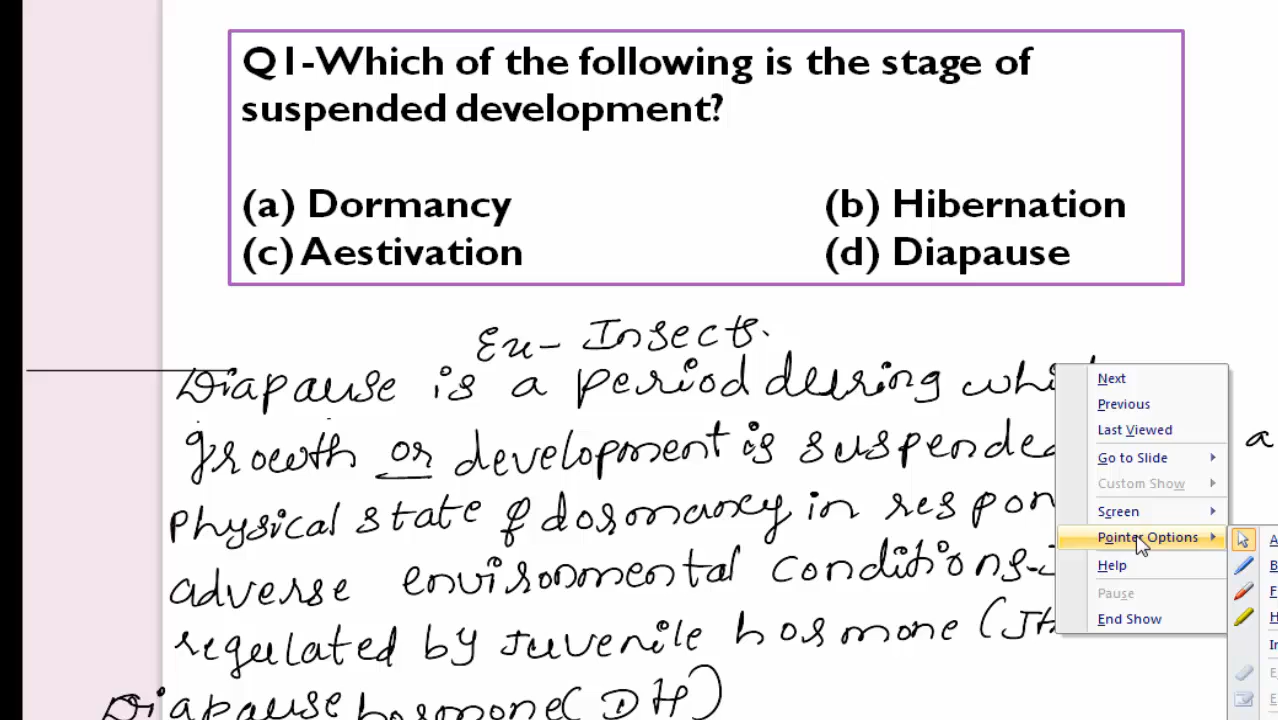 Q1-Which of the following is the stage of
suspended development?
(a) Dormancy (b) Hibernation
(c) Aestivation (d) Diapause
Ex- Insects.
Diapause is a period during
growth or development is suspended a
physical state of dormancy in
adverse environmental conditions-
regulated by Juvenile hormone (JH
Diapause hormone (DH)
Next
Previous
Last Viewed
Go to Slide
Custom Show
Screen
Pointer Options
Help
Pause
End Show